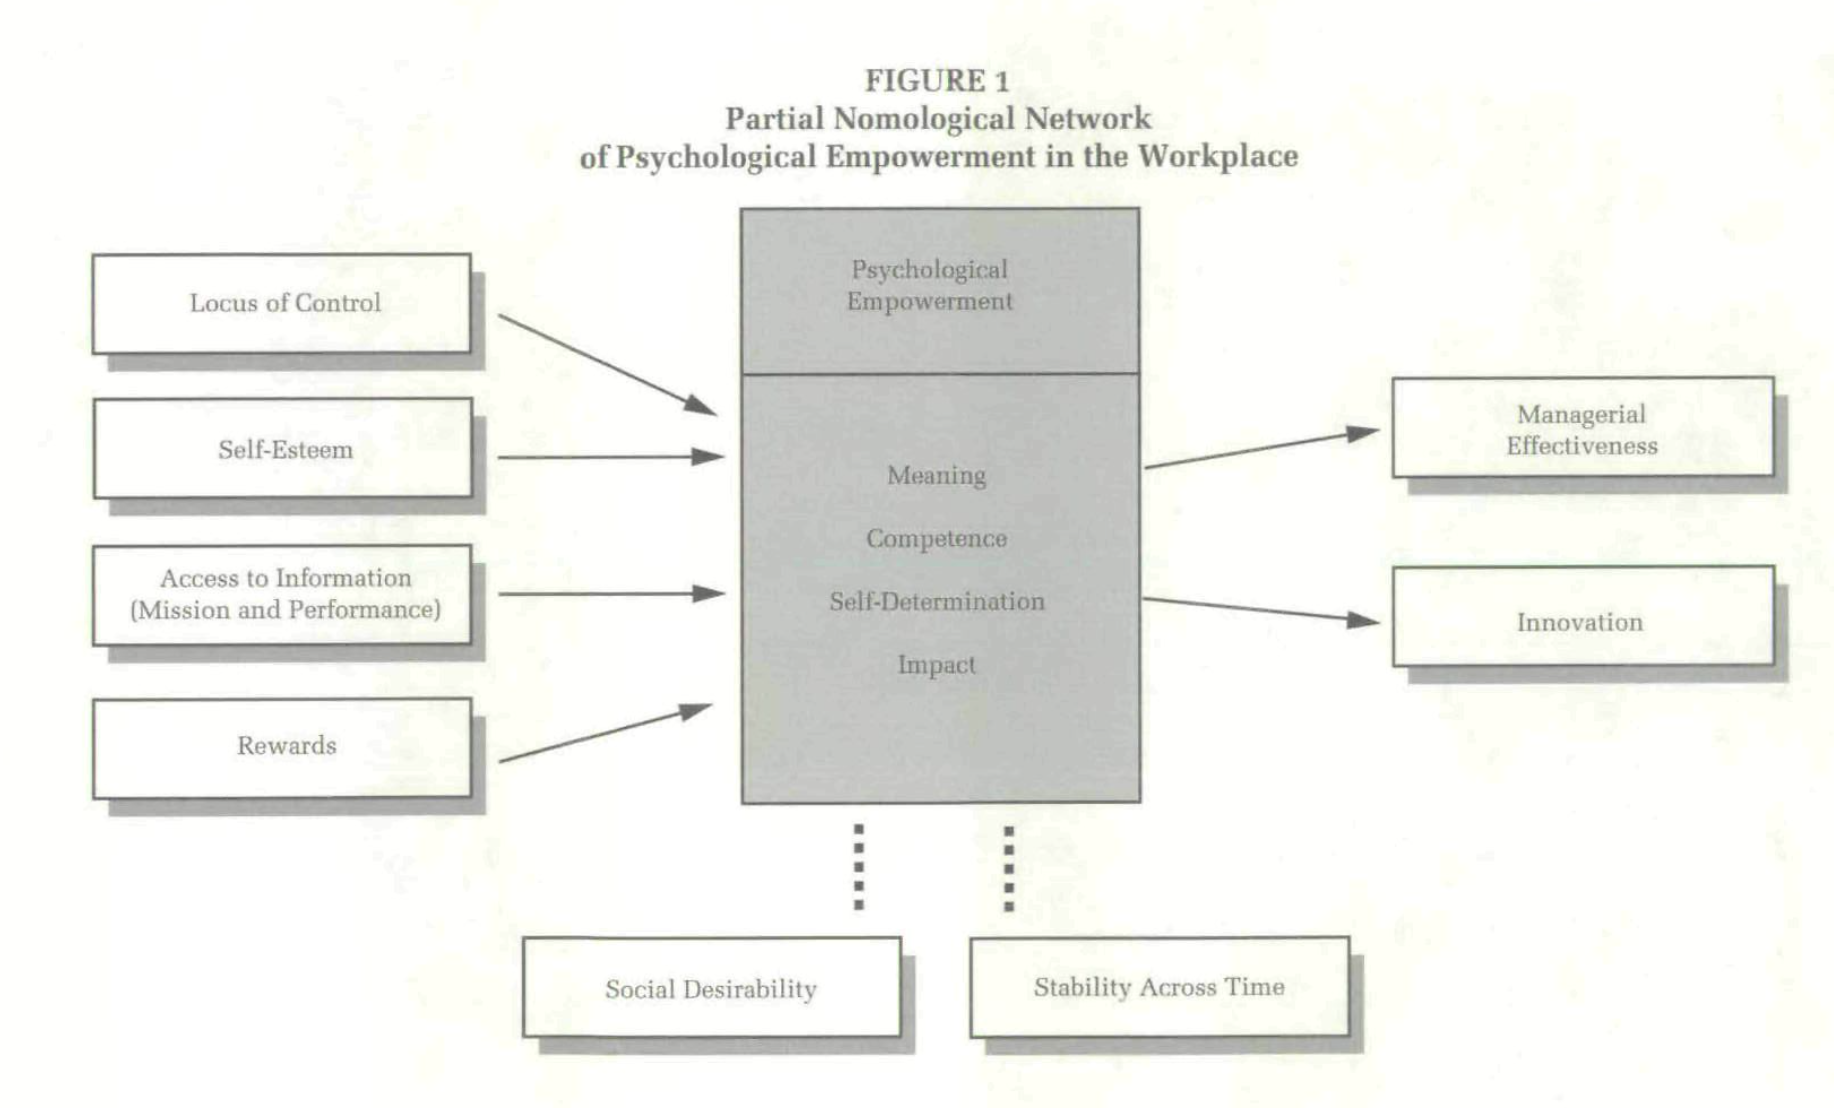 FIGURE 1
Partial Nomological Network
of Psychological Empowerment in the Workplace
Locus of Control
Self-Esteem
Access to Information
(Mission and Performance)
Rewards
Psychological
Empowerment
Meaning
Competence
Self-Determination
Impact
Managerial
Effectiveness
Innovation
Social Desirability
Stability Across Time